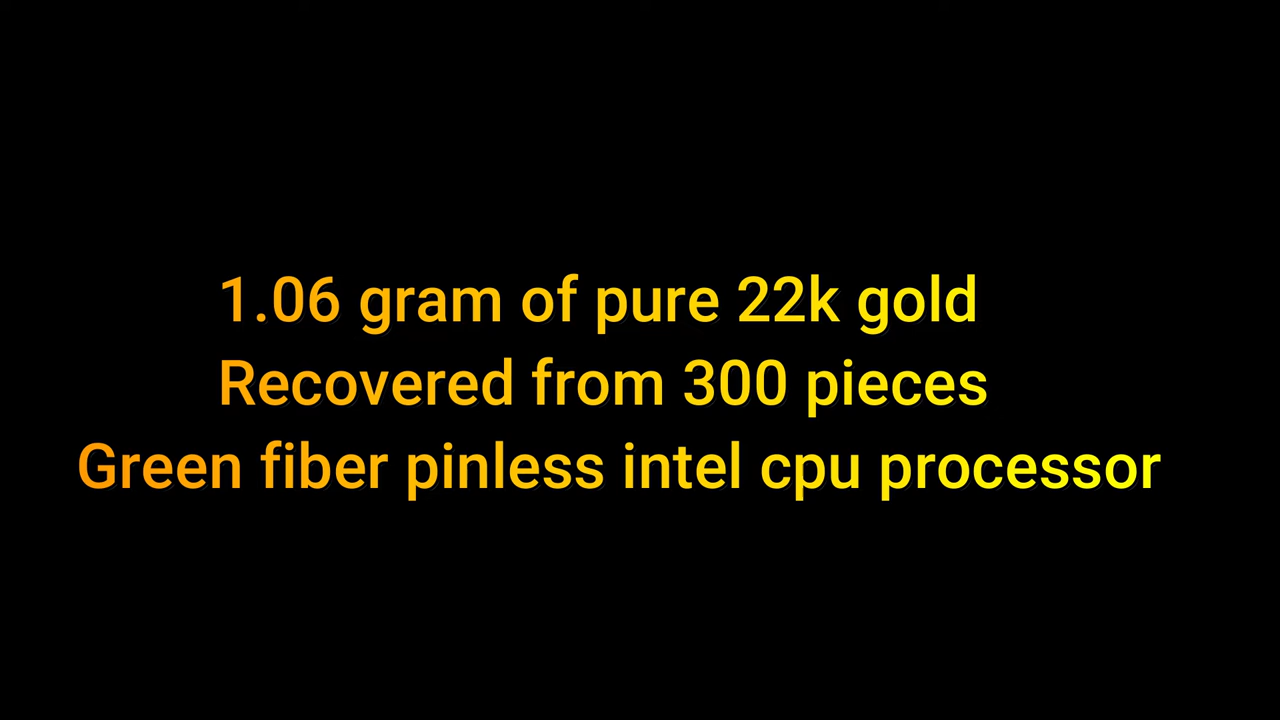 1.06 gram of pure 22k gold
Recovered from 300 pieces
Green fiber pinless intel cpu processor